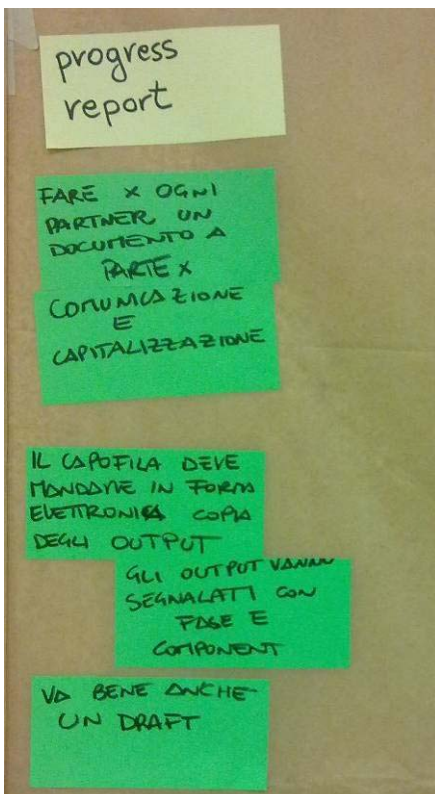 progress
report
FARE X OGNI
PARTNER UN
DOCUMENTO A
PARTE X
COMUNICAZIONE
E
CAPITALIZZAZIONE
IL CAPOFILA DEVE
MANDARE IN FORMA
ELETTRONICA COPIA
DEGLI OUTPUT
GLI OUTPUT VANNO
SEGNALATI CON
FASE E
COMPONENT
VA BENE ANCHE
UN DRAFT